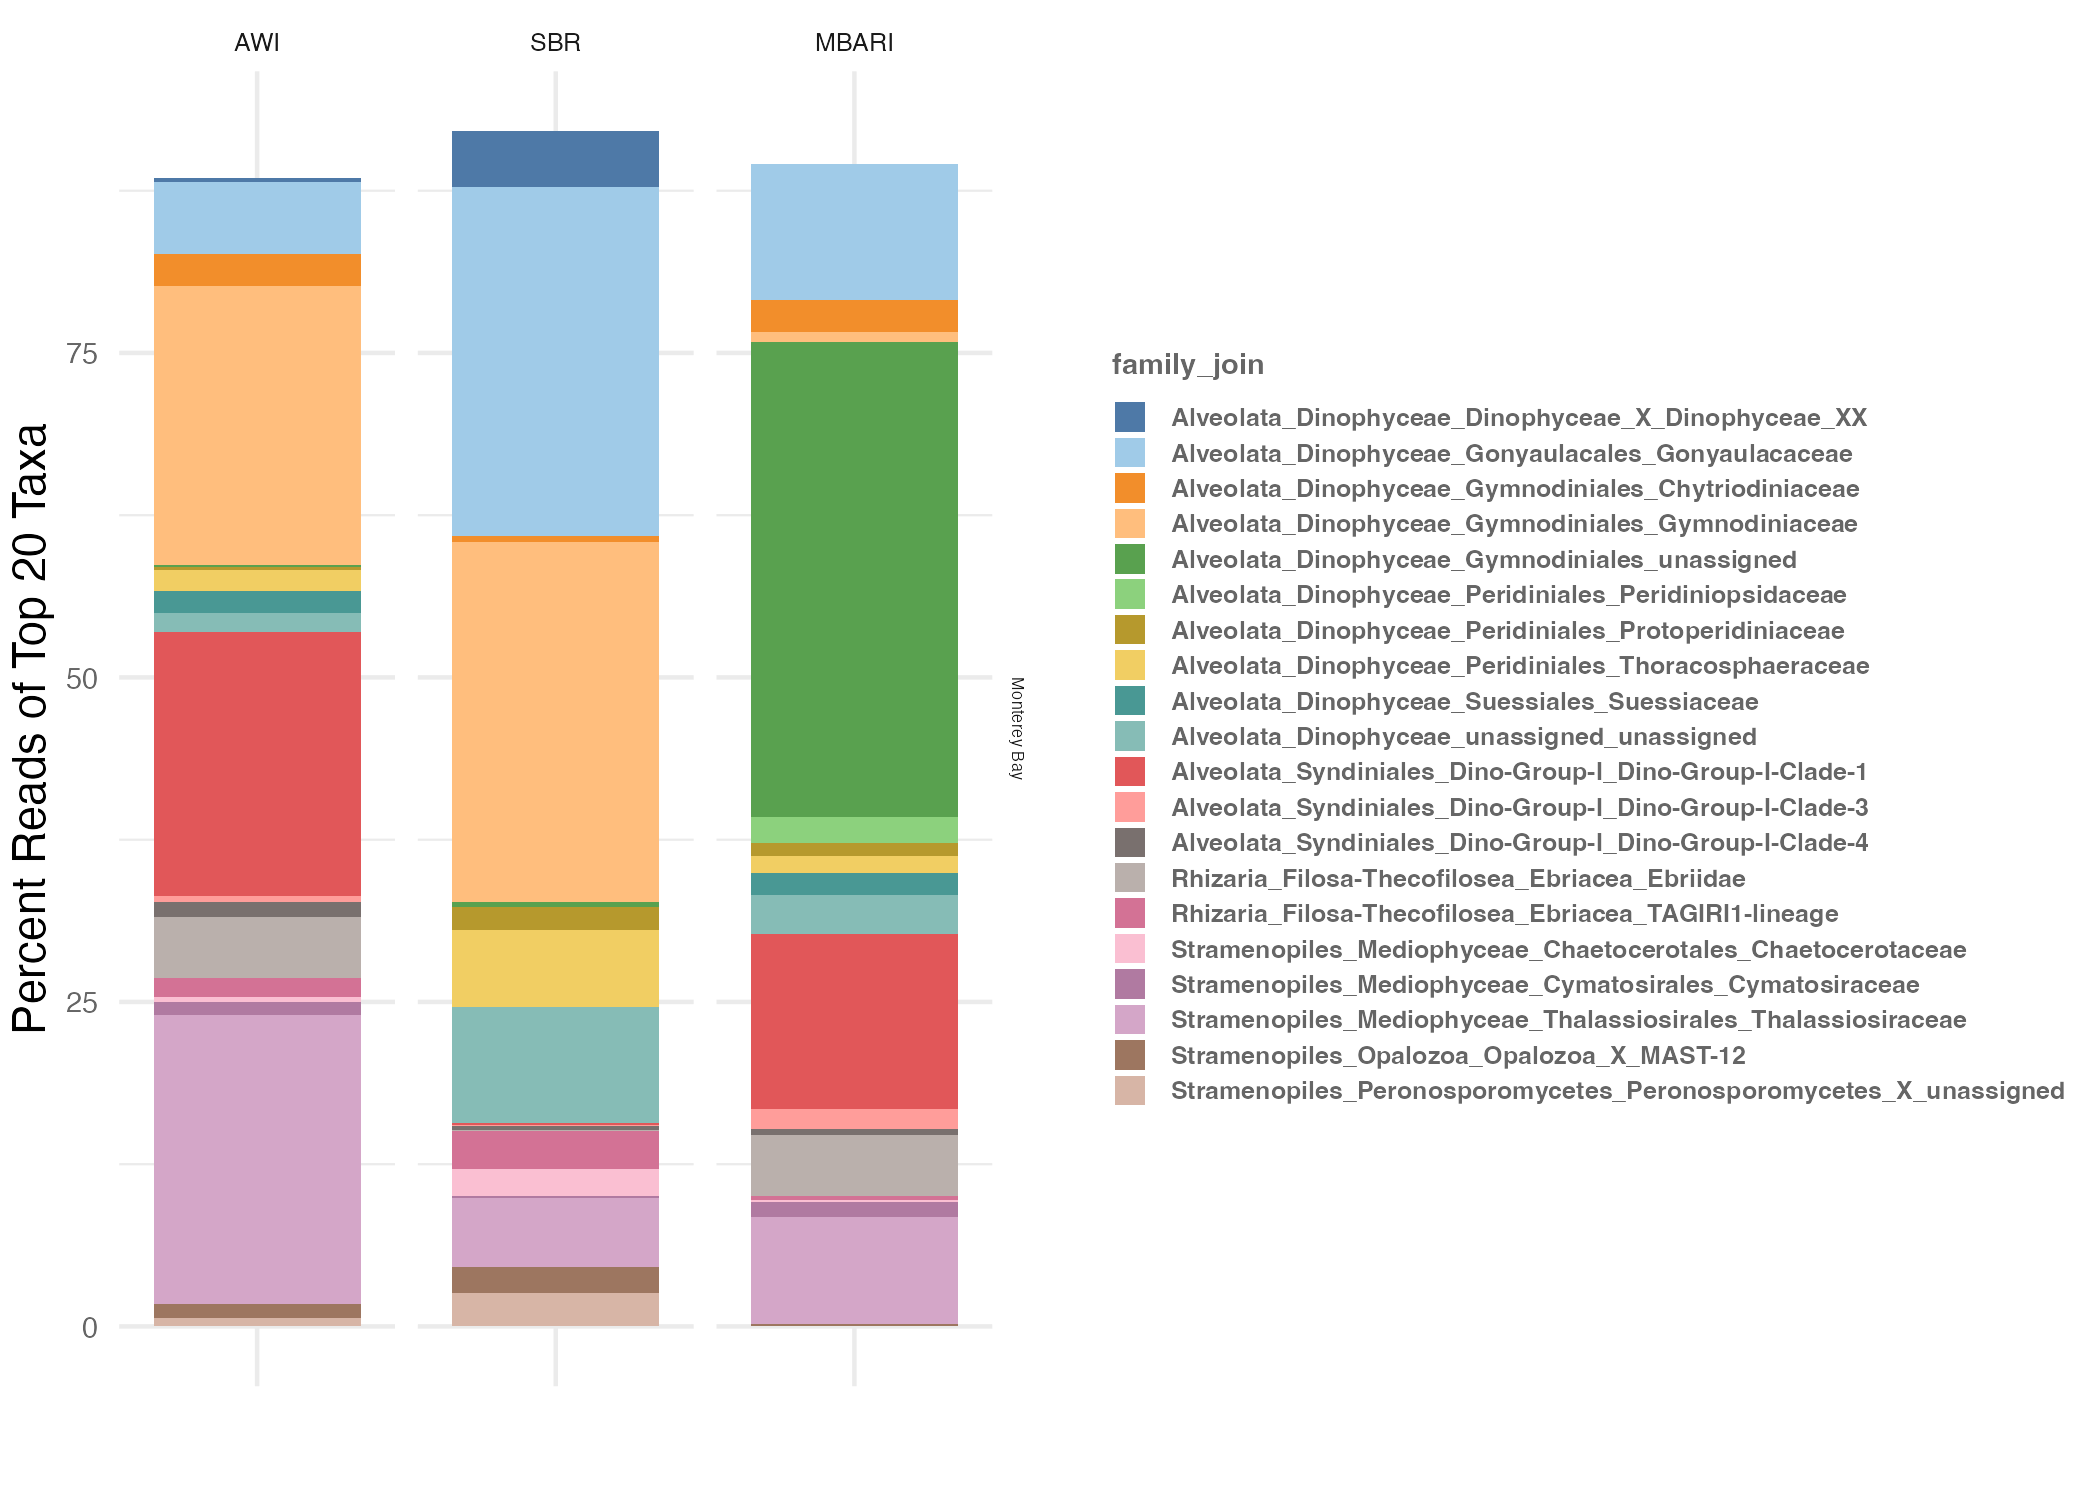 AWI
SBR
MBARI
Percent Reads of Top 20 Taxa
75
50
25
0
Monterey Bay
family_join
Alveolata_Dinophyceae_Dinophyceae_X_Dinophyceae_XX
Alveolata_Dinophyceae_Gonyaulacales_Gonyaulacaceae
Alveolata_Dinophyceae_Gymnodiniales_Chytriodiniaceae
Alveolata_Dinophyceae_Gymnodiniales_Gymnodiniaceae
Alveolata_Dinophyceae_Gymnodiniales_unassigned
Alveolata_Dinophyceae_Peridiniales_Peridiniopsidaceae
Alveolata_Dinophyceae_Peridiniales_Protoperidiniaceae
Alveolata_Dinophyceae_Peridiniales_Thoracosphaeraceae
Alveolata_Dinophyceae_Suessiales_Suessiaceae
Alveolata_Dinophyceae_unassigned_unassigned
Alveolata_Syndiniales_Dino-Group-I_Dino-Group-I-Clade-1
Alveolata_Syndiniales_Dino-Group-I_Dino-Group-I-Clade-3
Alveolata_Syndiniales_Dino-Group-I_Dino-Group-I-Clade-4
Rhizaria_Filosa-Thecofilosea_Ebriacea_Ebriidae
Rhizaria_Filosa-Thecofilosea_Ebriacea_TAGIRI1-lineage
Stramenopiles_Mediophyceae_Chaetocerotales_Chaetocerotaceae
Stramenopiles_Mediophyceae_Cymatosirales_Cymatosiraceae
Stramenopiles_Mediophyceae_Thalassiosirales_Thalassiosiraceae
Stramenopiles_Opalozoa_Opalozoa_X_MAST-12
Stramenopiles_Peronosporomycetes_Peronosporomycetes_X_unassigned